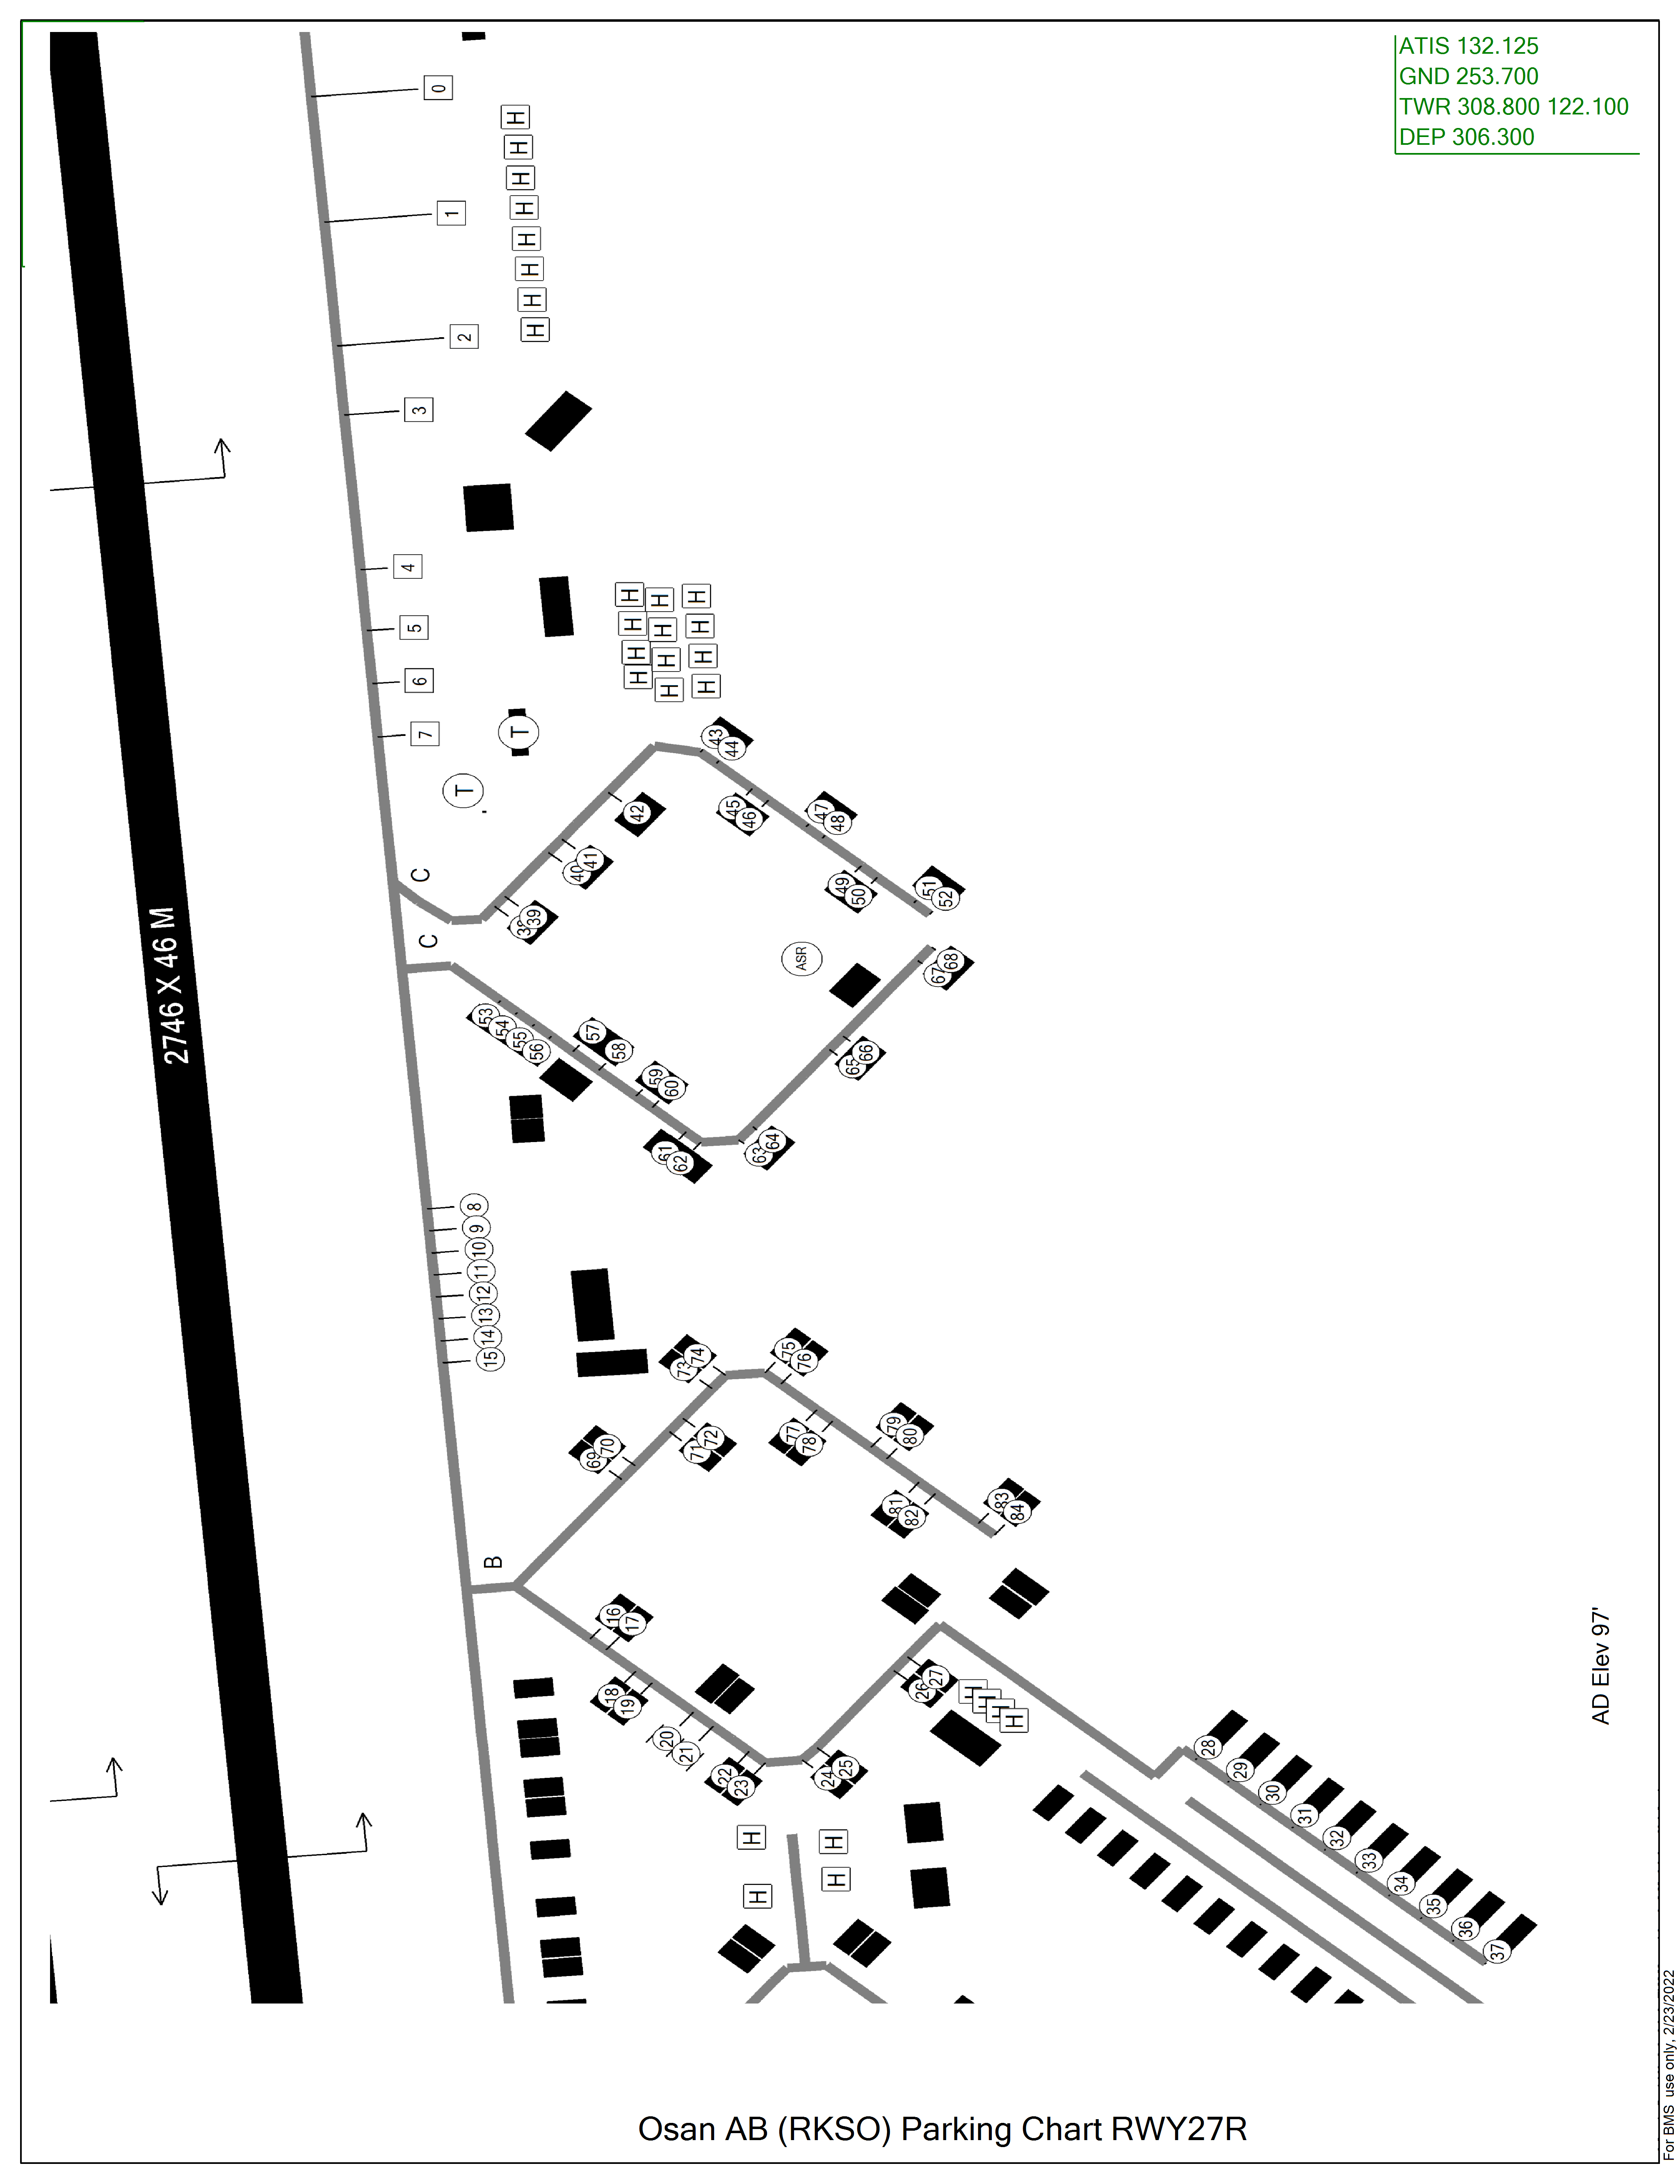 ATIS 132.125
GND 253.700
TWR 308.800 122.100
DEP 306.300
0
H
H
H
1
H
H
H
H
H
2
3
4
5
6
7
H
H
H
H
H
H
H
H
H
H
H
H
T
T
C
C
2746 X 46 M
38
39
40
41
42
43
44
45
46
47
48
49
50
51
52
ASR
53
54
55
56
57
58
59
60
61
62
63
64
65
66
67
68
8
9
10
11
12
13
14
15
B
69
70
71
72
73
74
75
76
77
78
79
80
81
82
83
84
16
17
18
19
20
21
22
23
24
25
26
27
H
H
H
H
H
H
H
H
28
29
30
31
32
33
34
35
36
37
AD Elev 97'
Osan AB (RKSO) Parking Chart RWY27R
For BMS use only, 2/23/2022